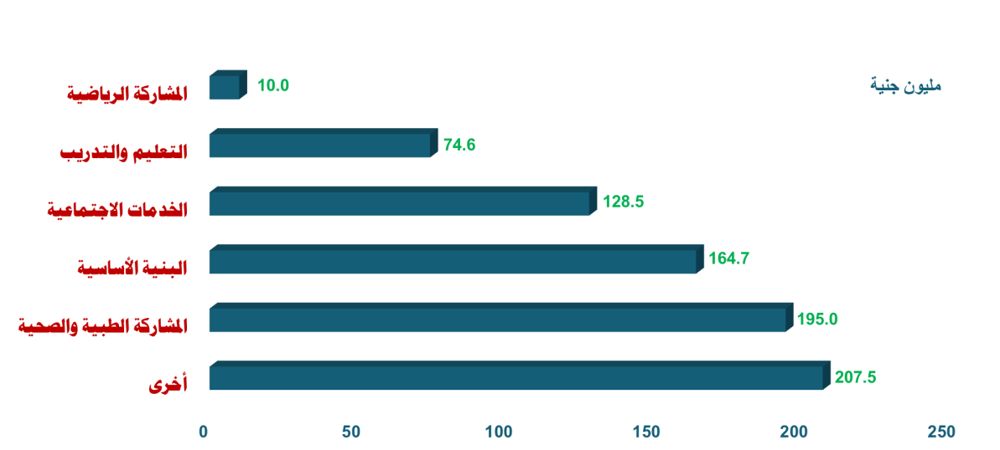 مليون جنية
المشاركة الرياضية 10.0
التعليم والتدريب 74.6
الخدمات الاجتماعية 128.5
البنية الأساسية 164.7
المشاركة الطبية والصحية 195.0
أخرى 207.5
0 50 100 150 200 250